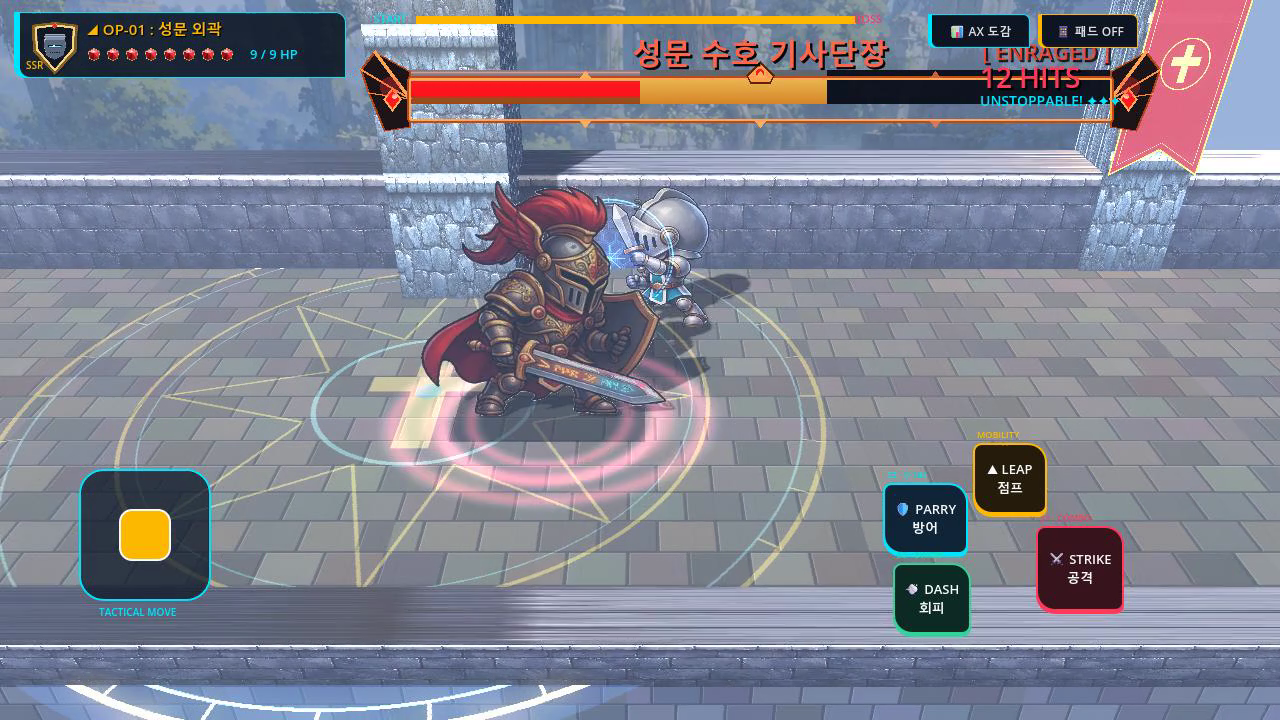 ◢ OP-01 : 성문 외곽
SSR
9 / 9 HP
START
BOSS
성문 수호 기사단장
AX 도감
패드 OFF
[ ENRAGED ]
12 HITS
UNSTOPPABLE! ✦✦✦
MOBILITY
▲ LEAP
점프
PARRY
방어
COMBO
STRIKE
공격
DASH
회피
TACTICAL MOVE